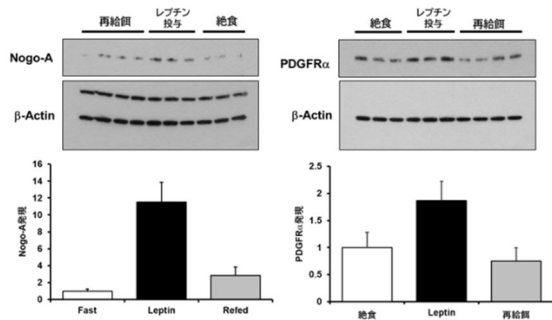 再給餌
レプチン
投与
絶食
Nogo-A
β-Actin
絶食
レプチン
投与
再給餌
PDGFRα
β-Actin
Nogo-A発現
16
14
12
10
8
6
4
2
0
Fast
Leptin
Refed
PDGFRα発現
2.5
2
1.5
1
0.5
0
絶食
Leptin
再給餌